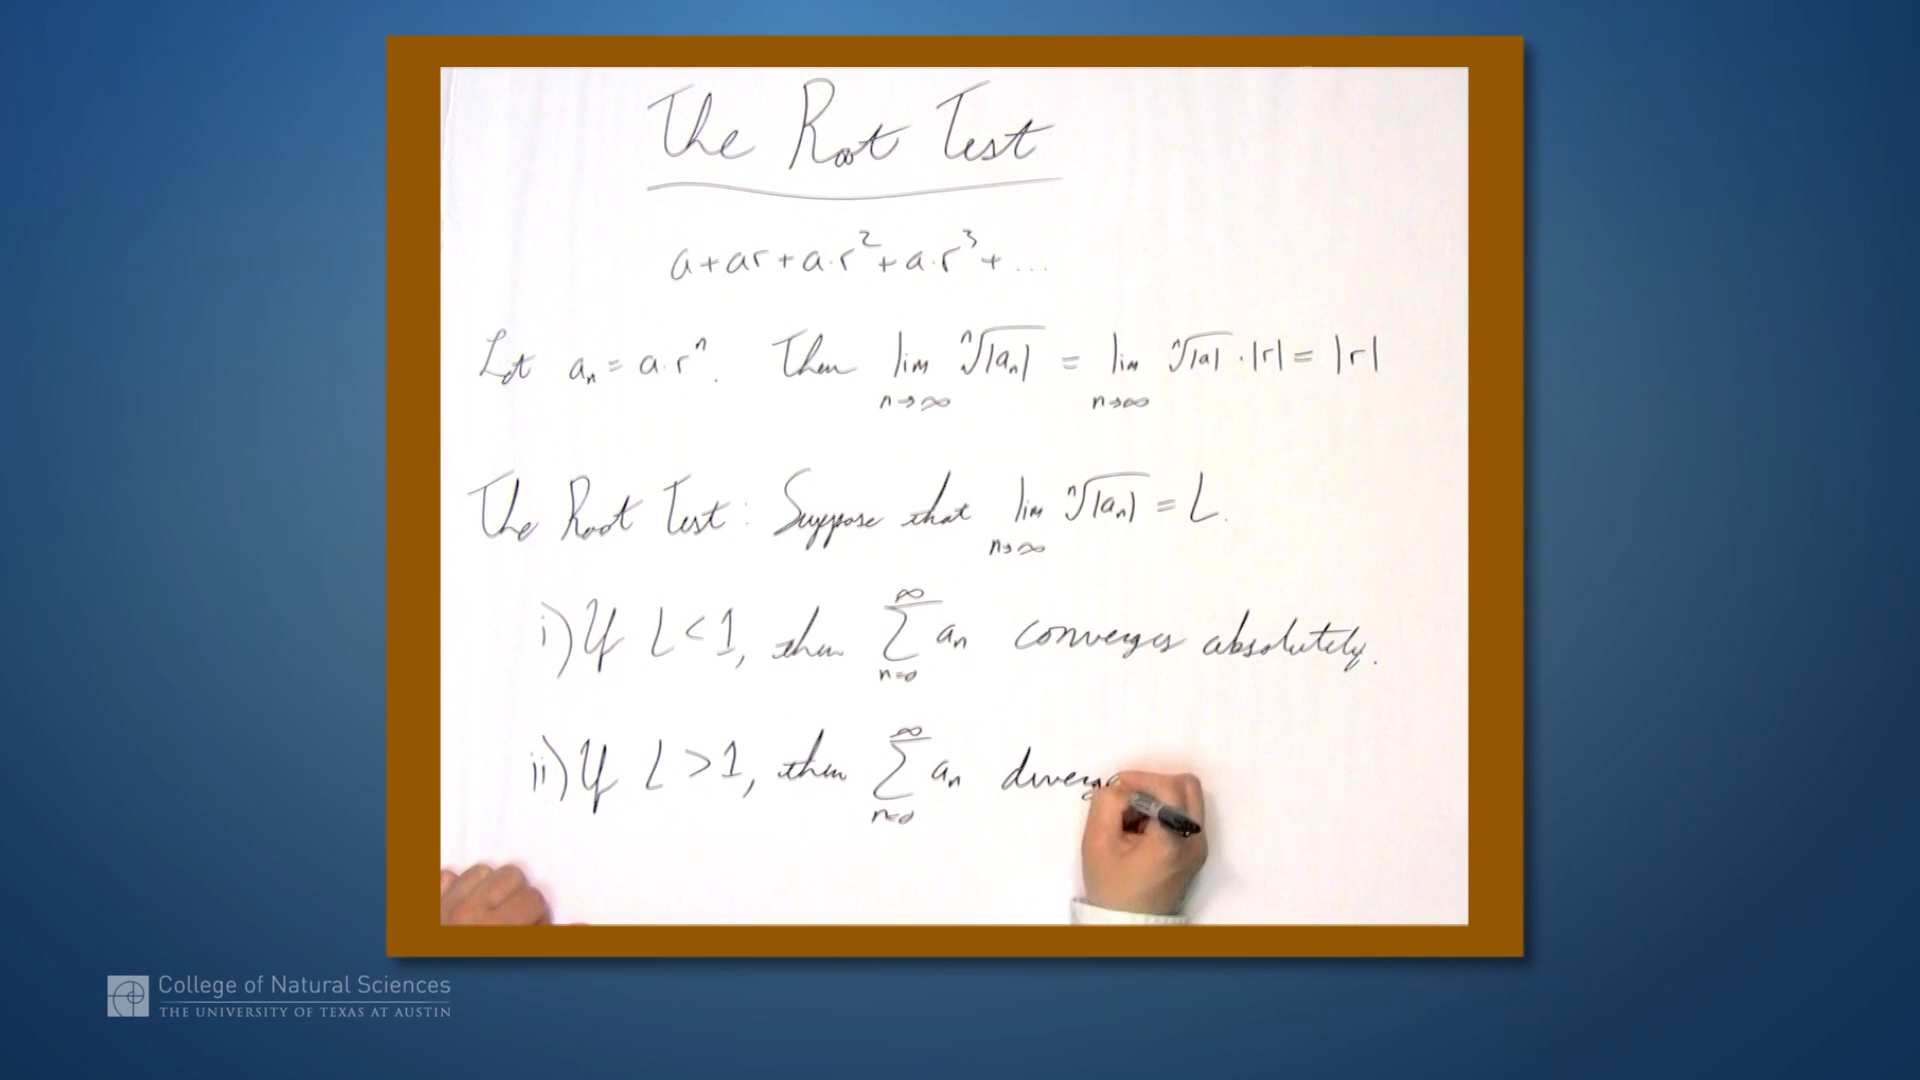 The Root Test
a+ar+a·r²+a·r³+...
Let aₙ = a·rⁿ. Then lim n→∞ ⁿ√|aₙ| = lim n→∞ ⁿ√|a| · |r| = |r|
The Root Test: Suppose that lim n→∞ ⁿ√|aₙ| = L.
i) If L < 1, then ∞ ∑ n=0 aₙ converges absolutely.
ii) If L > 1, then ∞ ∑ n=0 aₙ diverge
College of Natural Sciences
THE UNIVERSITY OF TEXAS AT AUSTIN